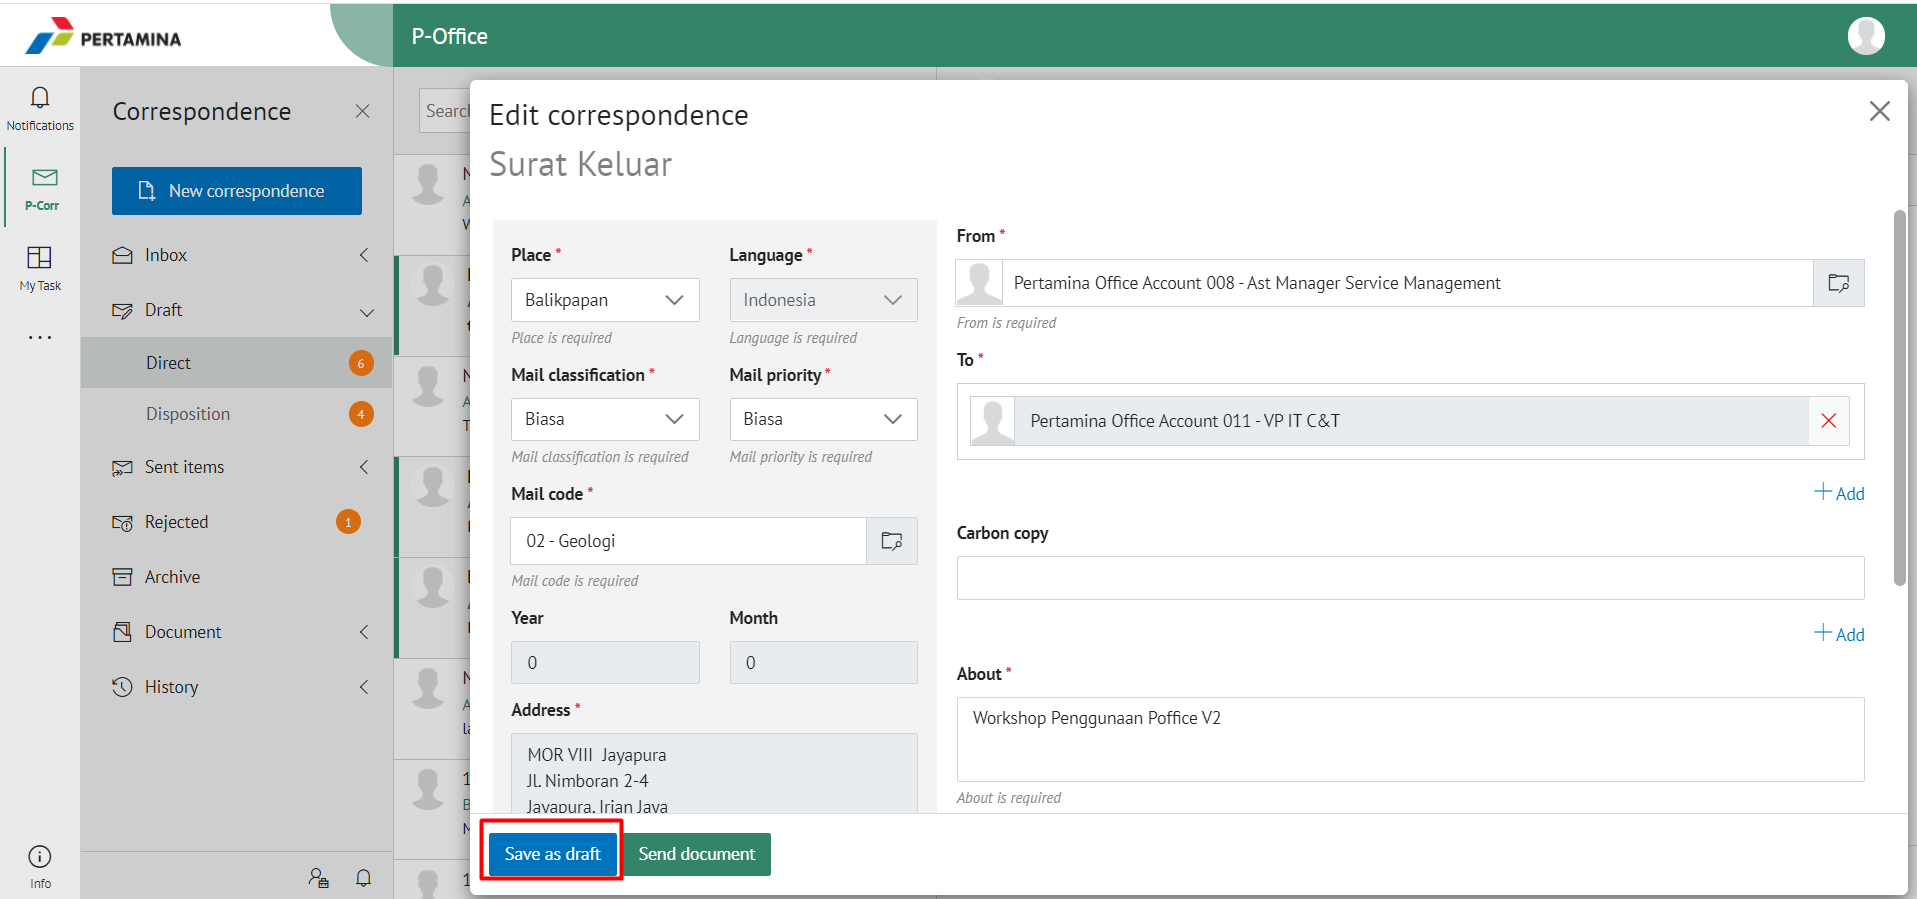 PERTAMINA
P-Office
Notifications
P-Corr
My Task
Info
Correspondence
New correspondence
Inbox
Draft
Direct 6
Disposition 4
Sent items
Rejected 1
Archive
Document
History
Edit correspondence
Surat Keluar
Place *
Language *
Balikpapan
Indonesia
Place is required
Language is required
Mail classification *
Mail priority *
Biasa
Biasa
Mail classification is required
Mail priority is required
Mail code *
02 - Geologi
Mail code is required
Year
Month
0
0
Address *
MOR VIII  Jayapura
Jl. Nimboran 2-4
Jayapura, Irian Jaya
From *
Pertamina Office Account 008 - Ast Manager Service Management
From is required
To *
Pertamina Office Account 011 - VP IT C&T
Add
Carbon copy
Add
About *
Workshop Penggunaan Poffice V2
About is required
Save as draft
Send document